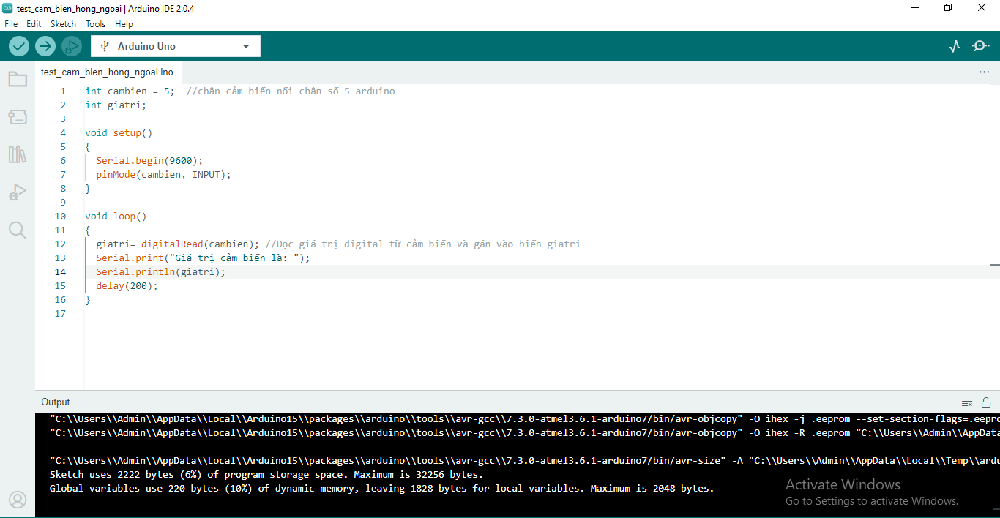 test_cam_bien_hong_ngoai | Arduino IDE 2.0.4
File Edit Sketch Tools Help
Arduino Uno
test_cam_bien_hong_ngoai.ino
1 int cambien = 5; //chân cảm biến nối chân số 5 arduino
2 int giatri;
3
4 void setup()
5 {
6 Serial.begin(9600);
7 pinMode(cambien, INPUT);
8 }
9
10 void loop()
11 {
12 giatri= digitalRead(cambien); //Đọc giá trị digital từ cảm biến và gán vào biến giatri
13 Serial.print("Giá trị cảm biến là: ");
14 Serial.println(giatri);
15 delay(200);
16 }
17
Output
"C:\\Users\\Admin\\AppData\\Local\\Arduino15\\packages\\arduino\\tools\\avr-gcc\\7.3.0-atmel3.6.1-arduino7/bin/avr-objcopy" -O ihex -j .eeprom --set-section-flags=.eepro
"C:\\Users\\Admin\\AppData\\Local\\Arduino15\\packages\\arduino\\tools\\avr-gcc\\7.3.0-atmel3.6.1-arduino7/bin/avr-objcopy" -O ihex -R .eeprom "C:\\Users\\Admin\\AppData
"C:\\Users\\Admin\\AppData\\Local\\Arduino15\\packages\\arduino\\tools\\avr-gcc\\7.3.0-atmel3.6.1-arduino7/bin/avr-size" -A "C:\\Users\\Admin\\AppData\\Local\\Temp\\ardu
Sketch uses 2222 bytes (6%) of program storage space. Maximum is 32256 bytes.
Global variables use 220 bytes (10%) of dynamic memory, leaving 1828 bytes for local variables. Maximum is 2048 bytes.
Activate Windows
Go to Settings to activate Windows.